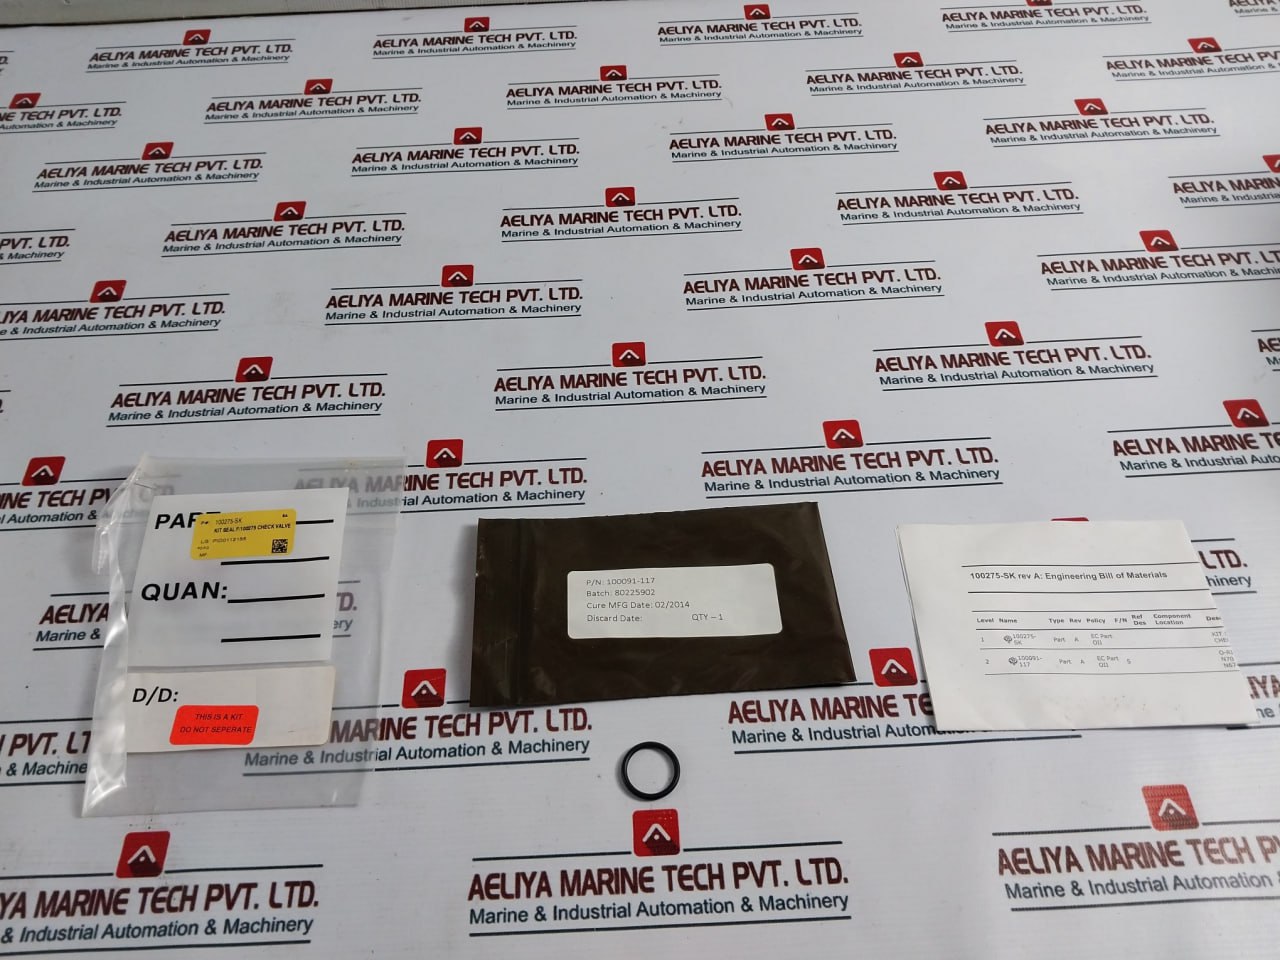 AELIYA MARINE TECH PVT. LTD.
Marine & Industrial Automation & Machinery
PART
P#: 100275-SK
KIT SEAL F/100275 CHECK VALVE
QUAN:
D/D:
THIS IS A KIT
DO NOT SEPERATE
P/N: 100091-117
Batch: 80225902
Cure MFG Date: 02/2014
Discard Date: QTY – 1
100275-SK rev A: Engineering Bill of Materials
Level Name Type Rev Policy F/N Ref Des Component Location
1 100275-SK Part A EC Part
2 100091-117 Part A EC Part 5